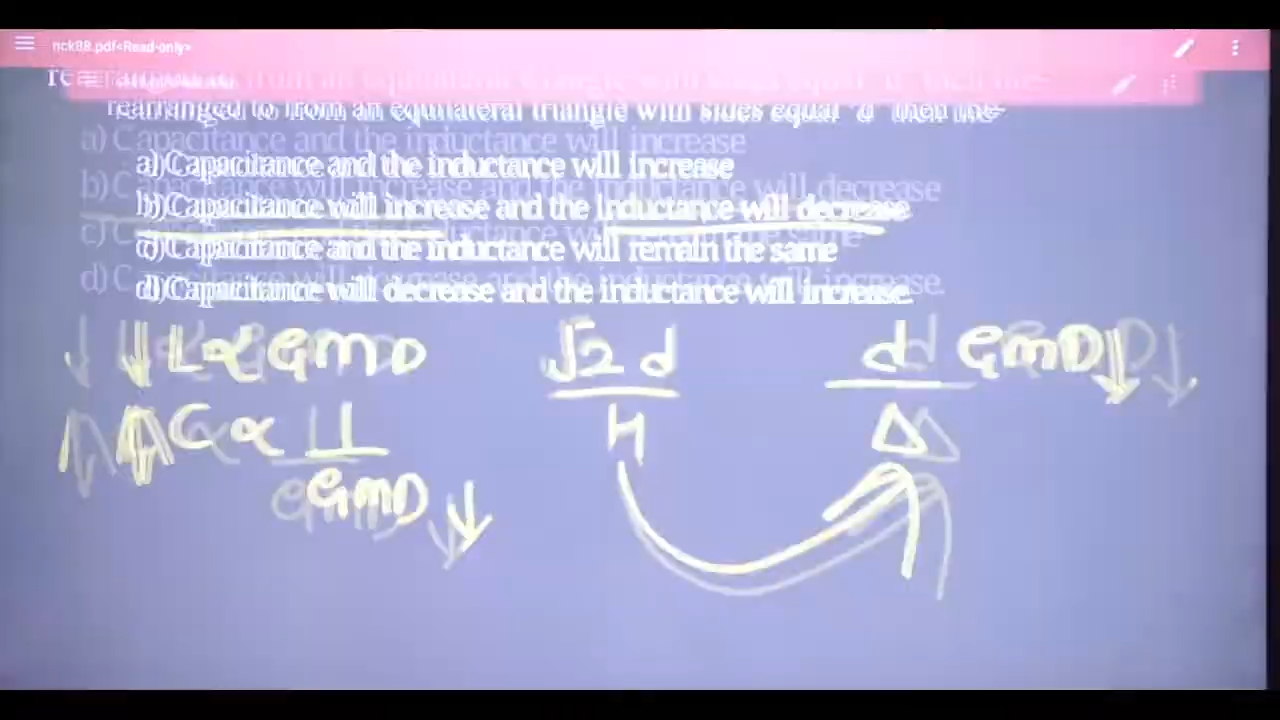 nck88.pdf<Read-only>
rearranged to from an equilateral triangle with sides equal 'd' then the-
a) Capacitance and the inductance will increase
b) Capacitance will increase and the inductance will decrease
c) Capacitance and the inductance will remain the same
d) Capacitance will decrease and the inductance will increase.
↓ L ∝ GMD √2 d d GMD ↓
↑ C ∝ 1 H Δ
GMD ↓